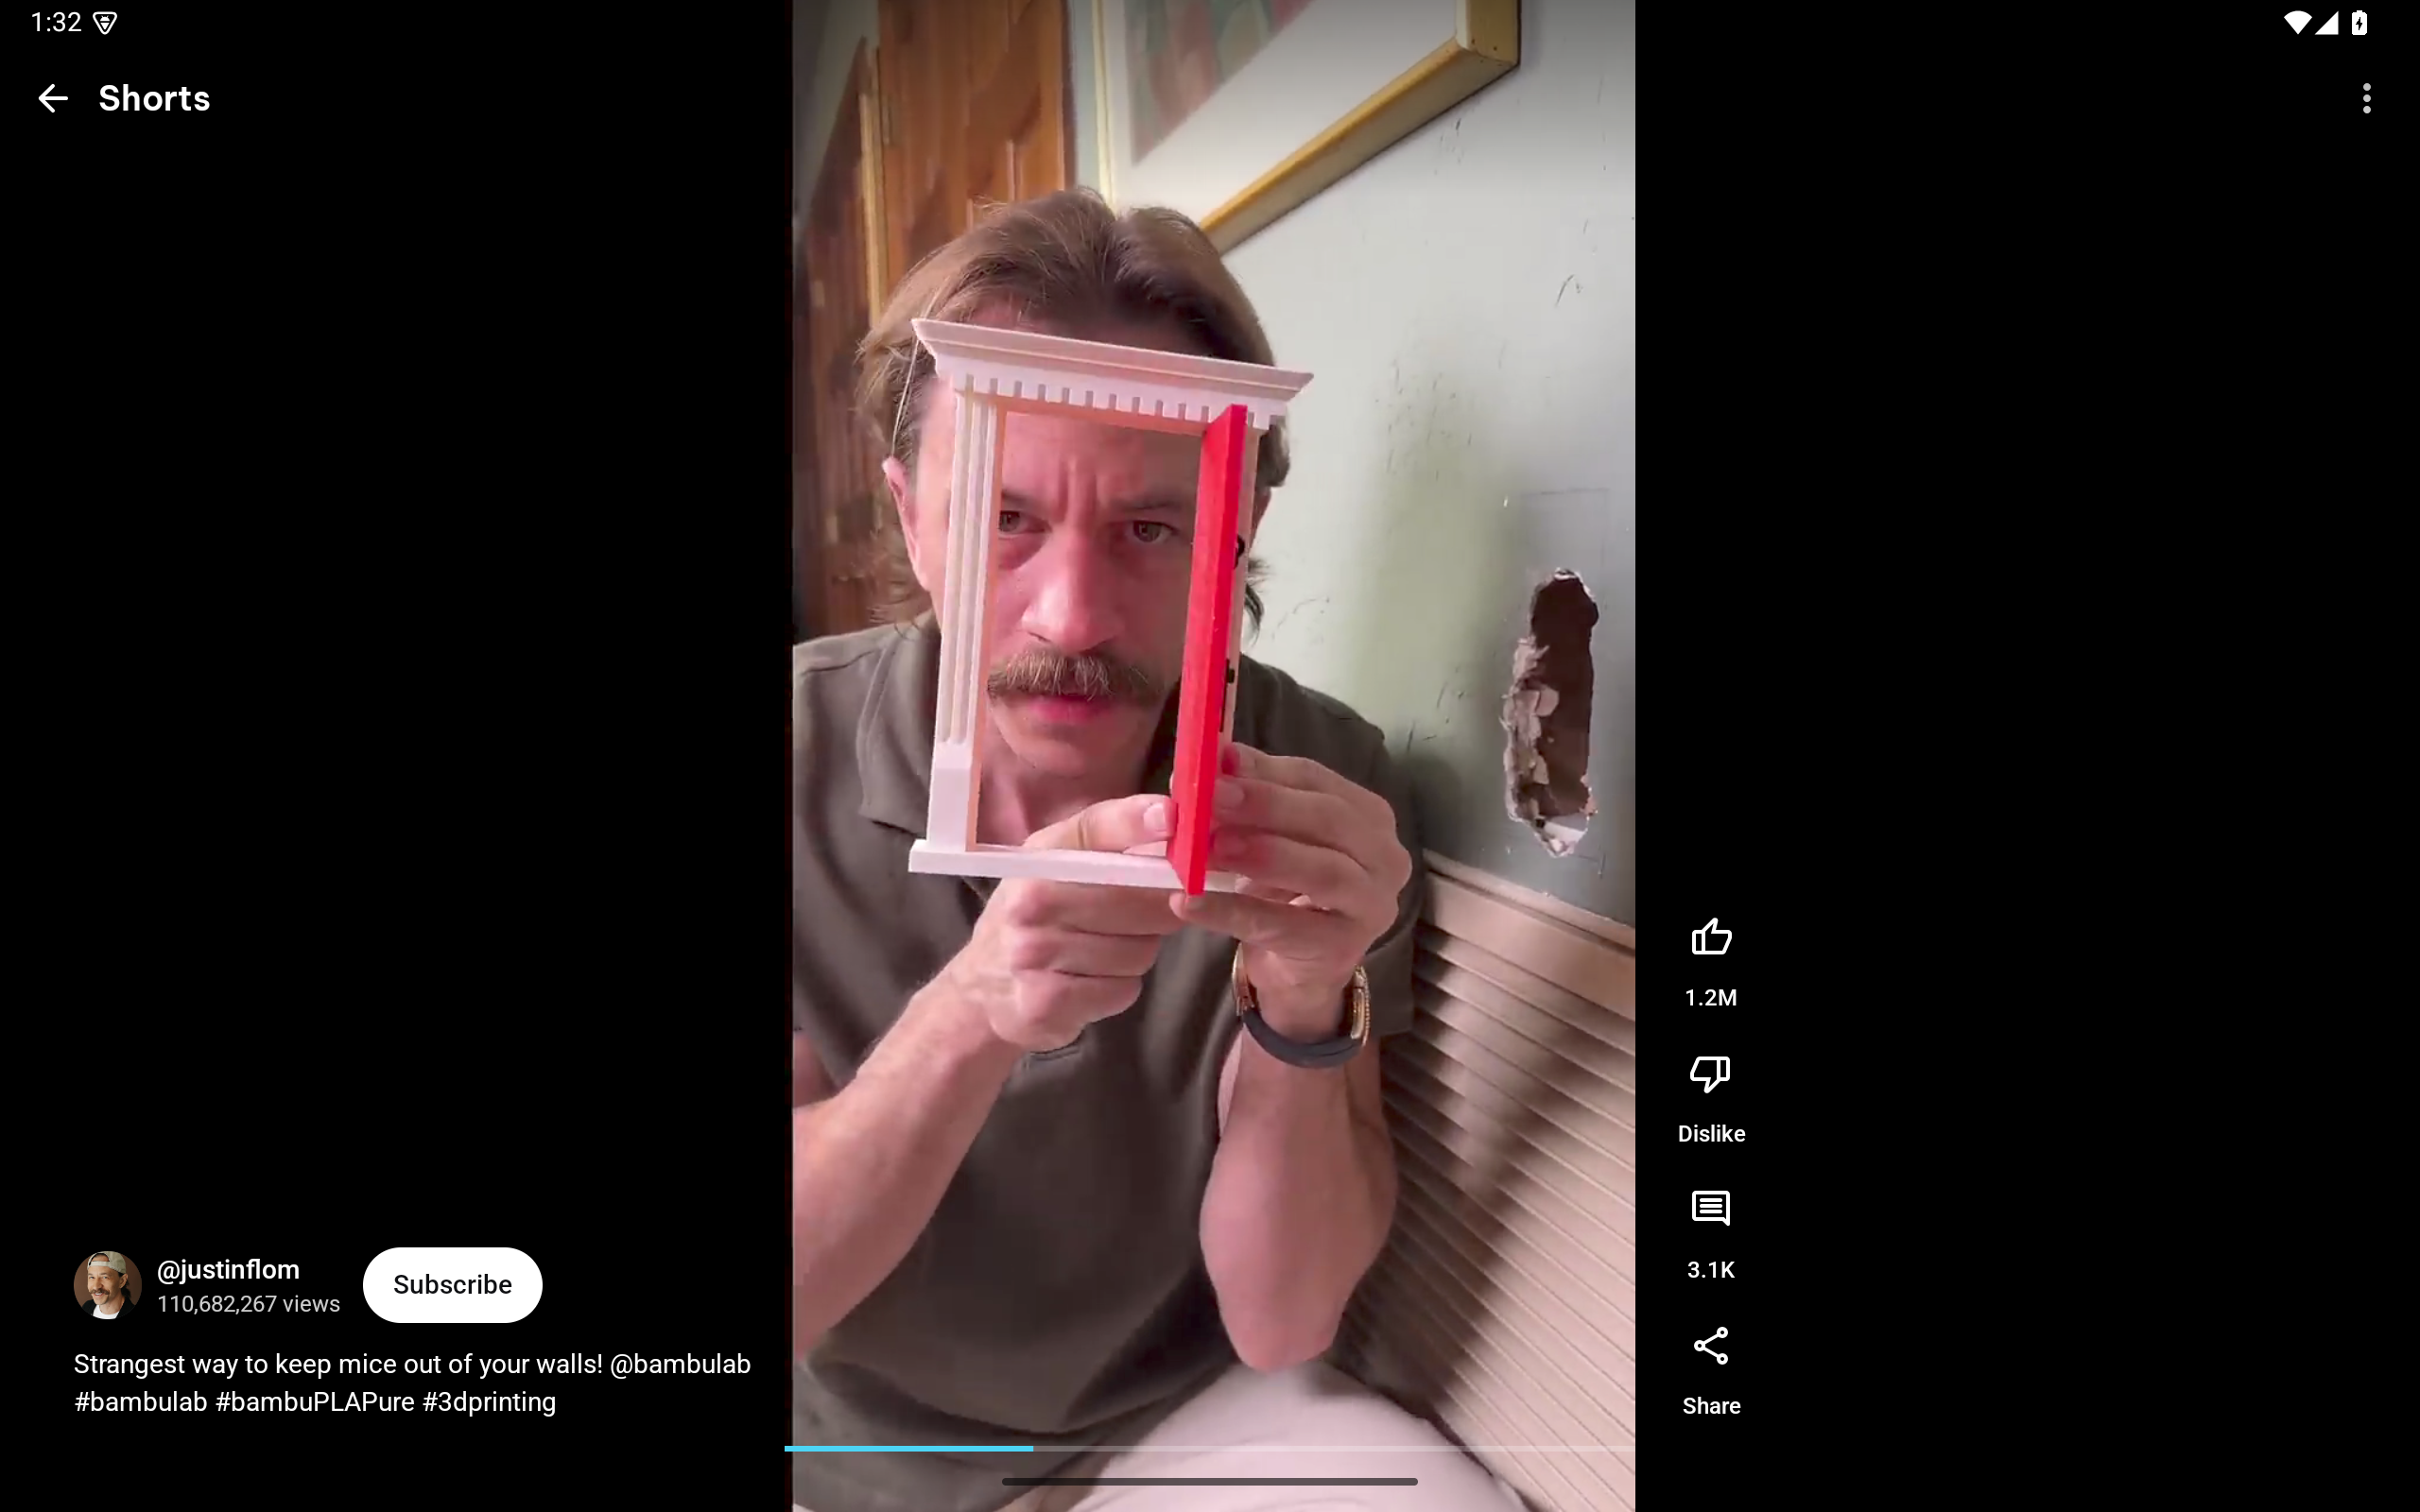 1:32
Shorts
1.2M
Dislike
3.1K
Share
@justinflom
110,682,267 views
Subscribe
Strangest way to keep mice out of your walls! @bambulab
#bambulab #bambuPLAPure #3dprinting